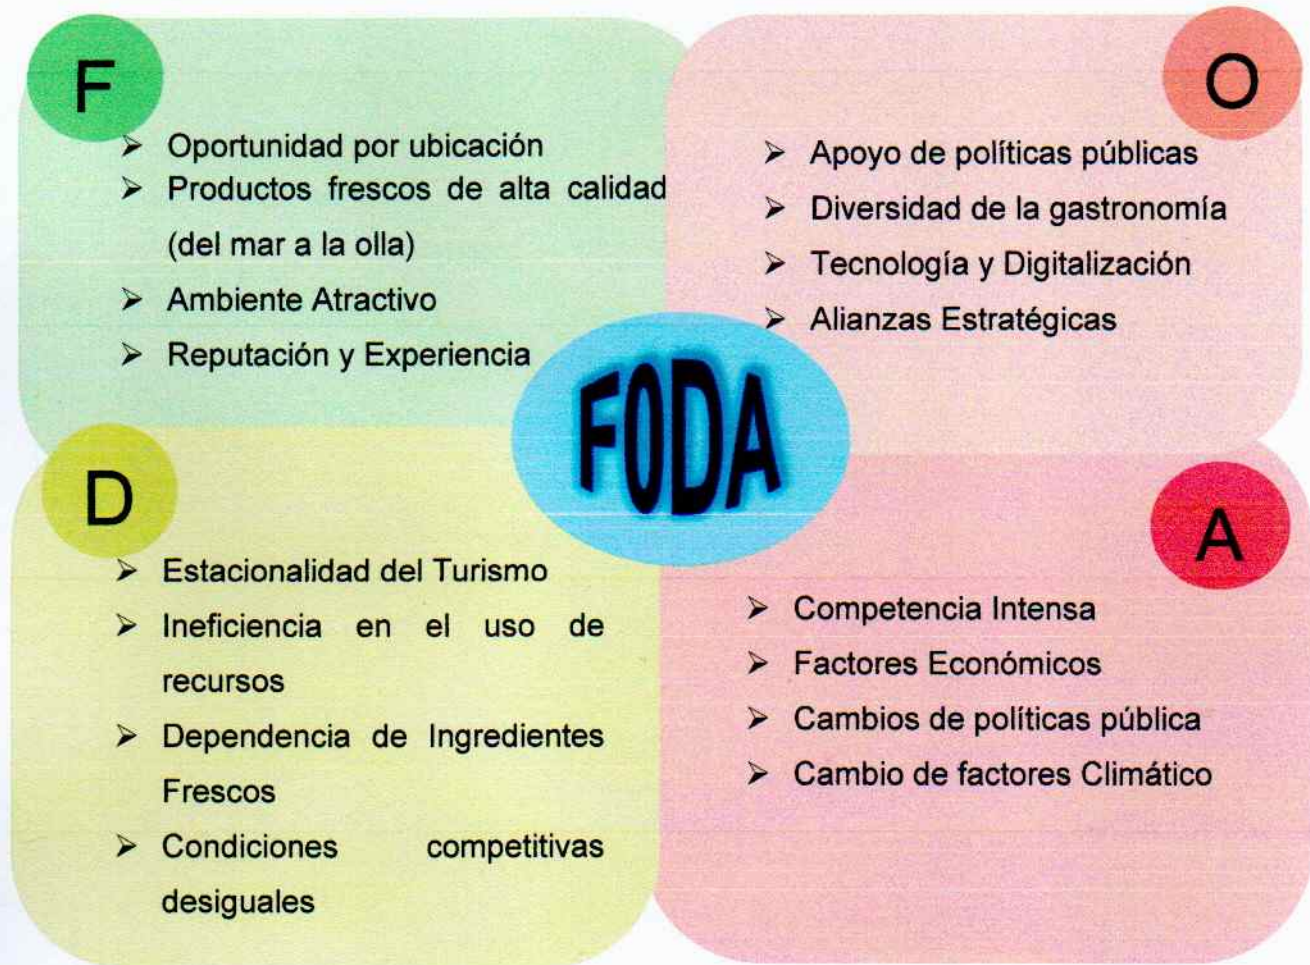 F
Oportunidad por ubicación
Productos frescos de alta calidad
(del mar a la olla)
Ambiente Atractivo
Reputación y Experiencia
O
Apoyo de políticas públicas
Diversidad de la gastronomía
Tecnología y Digitalización
Alianzas Estratégicas
FODA
D
Estacionalidad del Turismo
Ineficiencia en el uso de
recursos
Dependencia de Ingredientes
Frescos
Condiciones competitivas
desiguales
A
Competencia Intensa
Factores Económicos
Cambios de políticas pública
Cambio de factores Climático